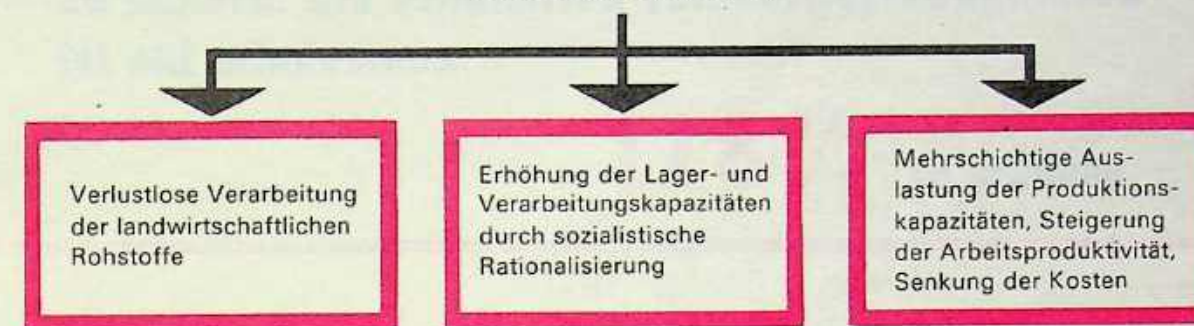 Verlustlose Verarbeitung
der landwirtschaftlichen
Rohstoffe
Erhöhung der Lager- und
Verarbeitungskapazitäten
durch sozialistische
Rationalisierung
Mehrschichtige Aus-
lastung der Produktions-
kapazitäten, Steigerung
der Arbeitsproduktivität,
Senkung der Kosten